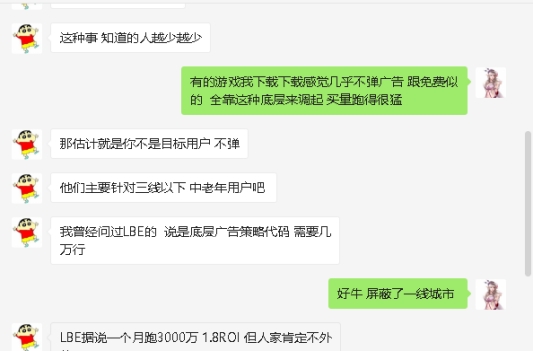 这种事 知道的人越少越少
有的游戏我下载下载感觉几乎不弹广告 跟免费似
的 全靠这种底层来调起 买量跑得很猛
那估计就是你不是目标用户 不弹
他们主要针对三线以下 中老年用户吧
我曾经问过LBE的 说是底层广告策略代码 需要几
万行
好牛 屏蔽了一线城市
LBE据说一个月跑3000万 1.8ROI 但人家肯定不外